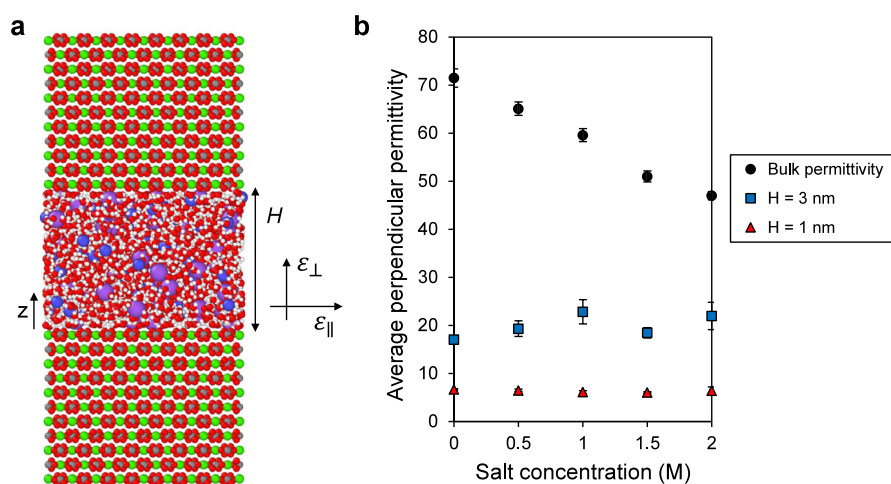 a
H
ε⊥
z
ε∥
b
Average perpendicular permittivity
80
70
60
50
40
30
20
10
0
0 0.5 1 1.5 2
Salt concentration (M)
Bulk permittivity
H = 3 nm
H = 1 nm